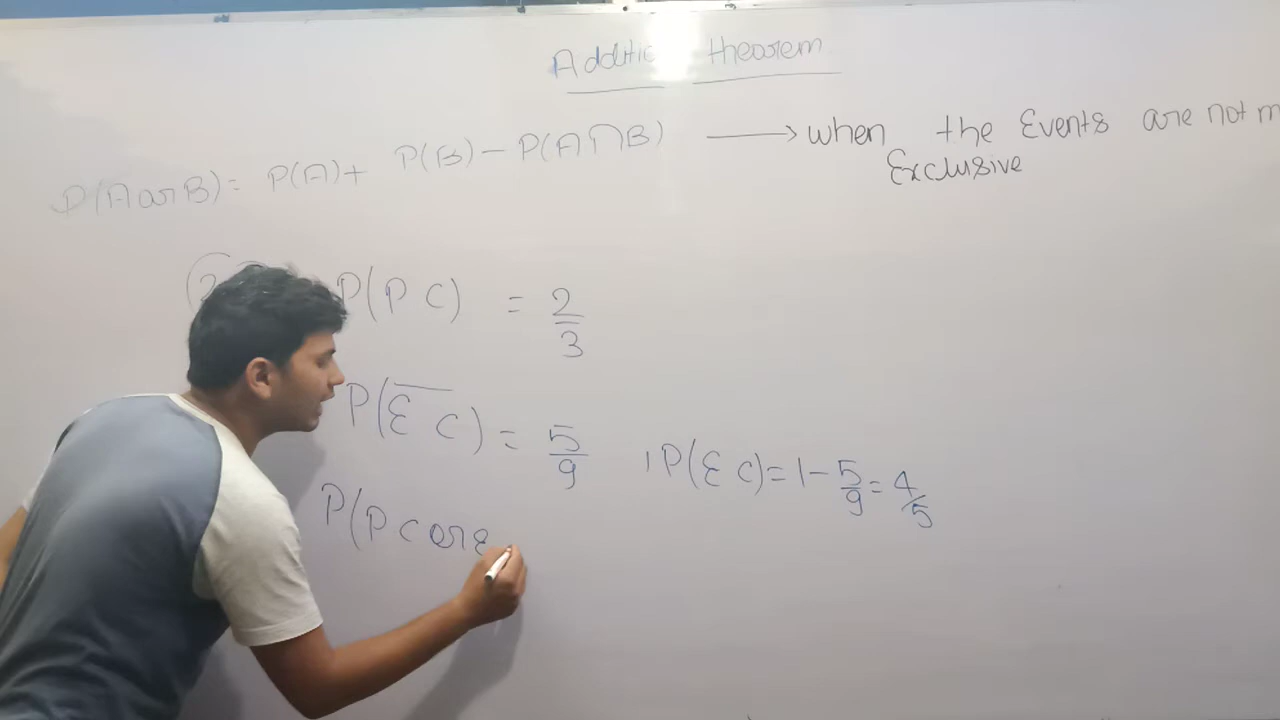 Additi theorem
P(A or B) = P(A) + P(B) - P(A∩B) → when the Events are not m
Exclusive
P(P C) = 2/3
P(\overline{E C}) = 5/9 , P(E C) = 1 - 5/9 = 4/5
P(P C or E